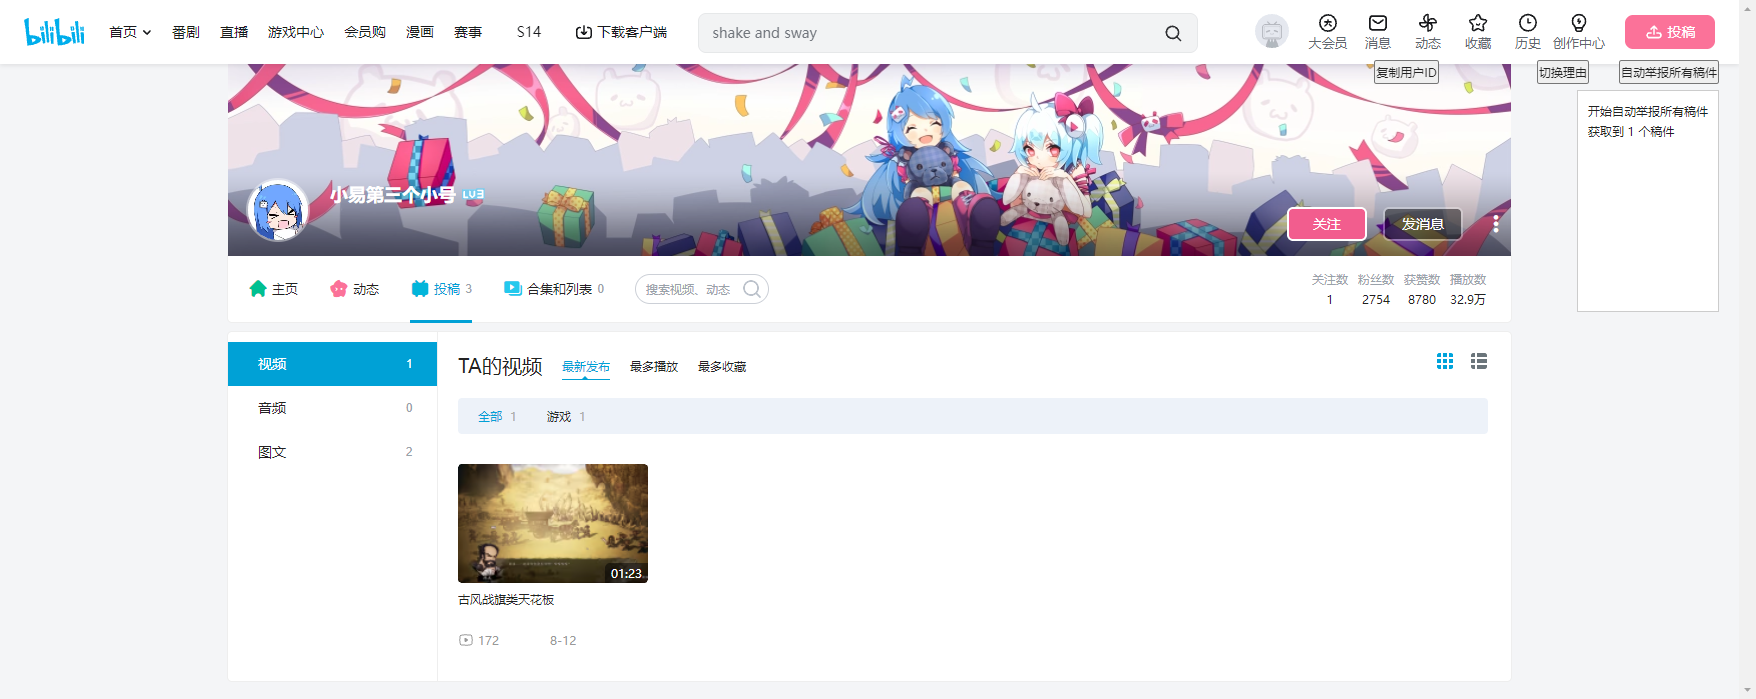 bilibili 首页 番剧 直播 游戏中心 会员购 漫画 赛事 S14 下载客户端 shake and sway 大会员 消息 动态 收藏 历史 创作中心 投稿
复制用户ID 切换理由 自动举报所有稿件
开始自动举报所有稿件
获取到 1 个稿件
小易第三个小号 LV3
关注 发消息
主页 动态 投稿 3 合集和列表 0 搜索视频、动态
关注数 粉丝数 获赞数 播放数
1 2754 8780 32.9万
视频 1
音频 0
图文 2
TA的视频 最新发布 最多播放 最多收藏
全部 1 游戏 1
01:23
古风战旗类天花板
172 8-12